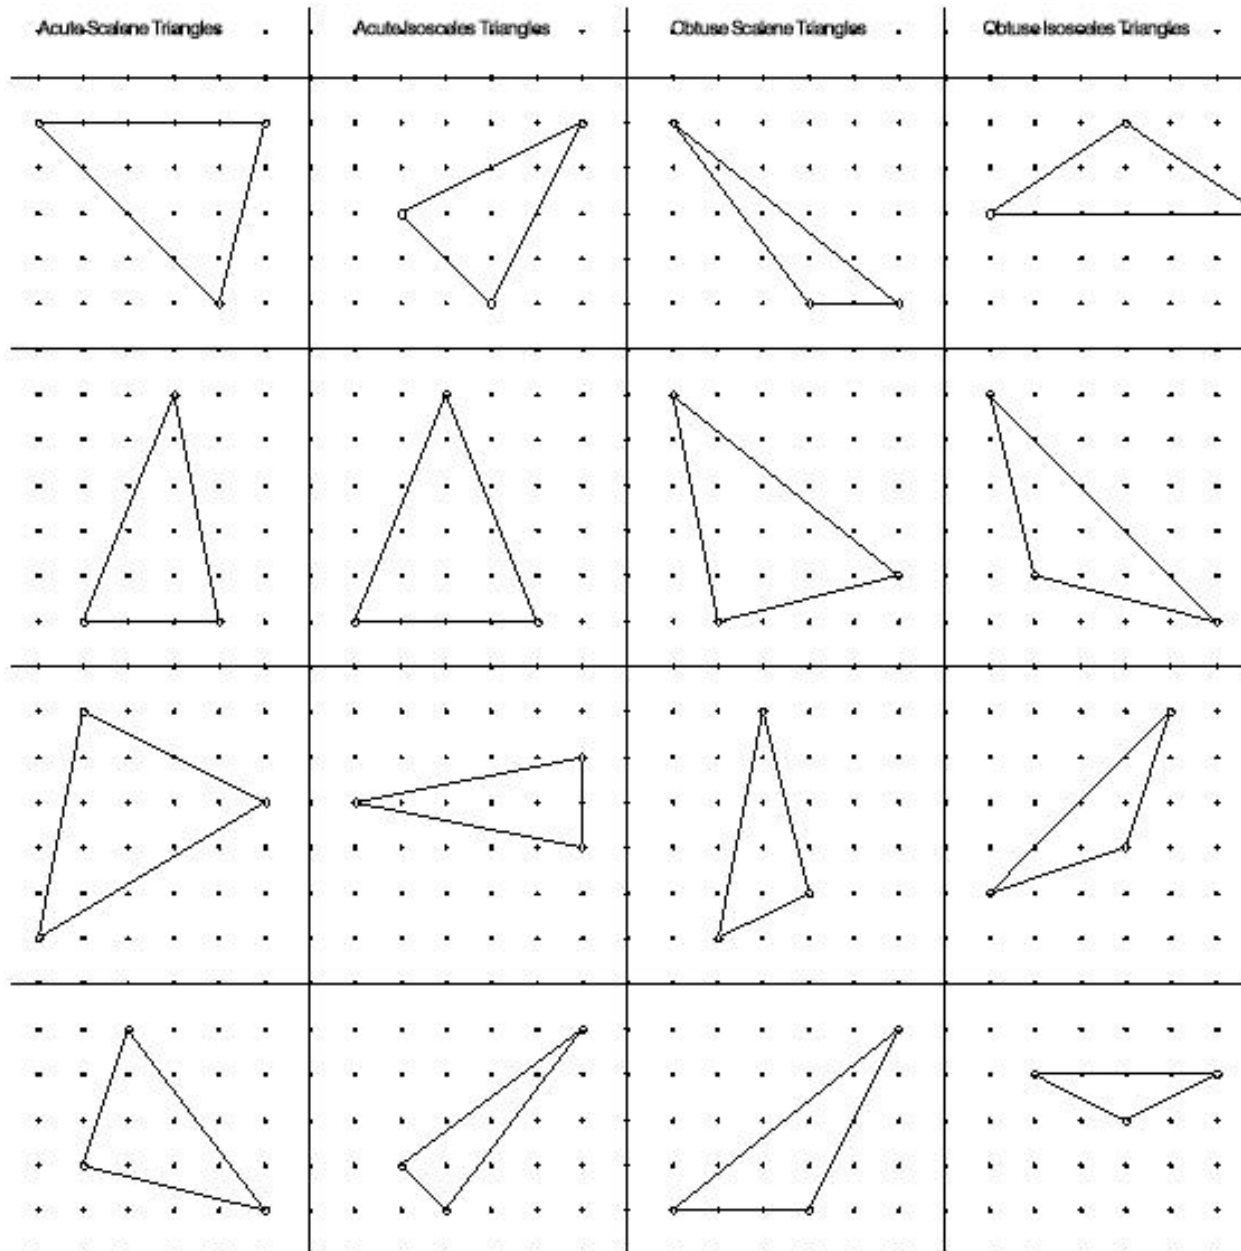 Acute Scalene Triangles
Acute Isosceles Triangles
Obtuse Scalene Triangles
Obtuse Isosceles Triangles